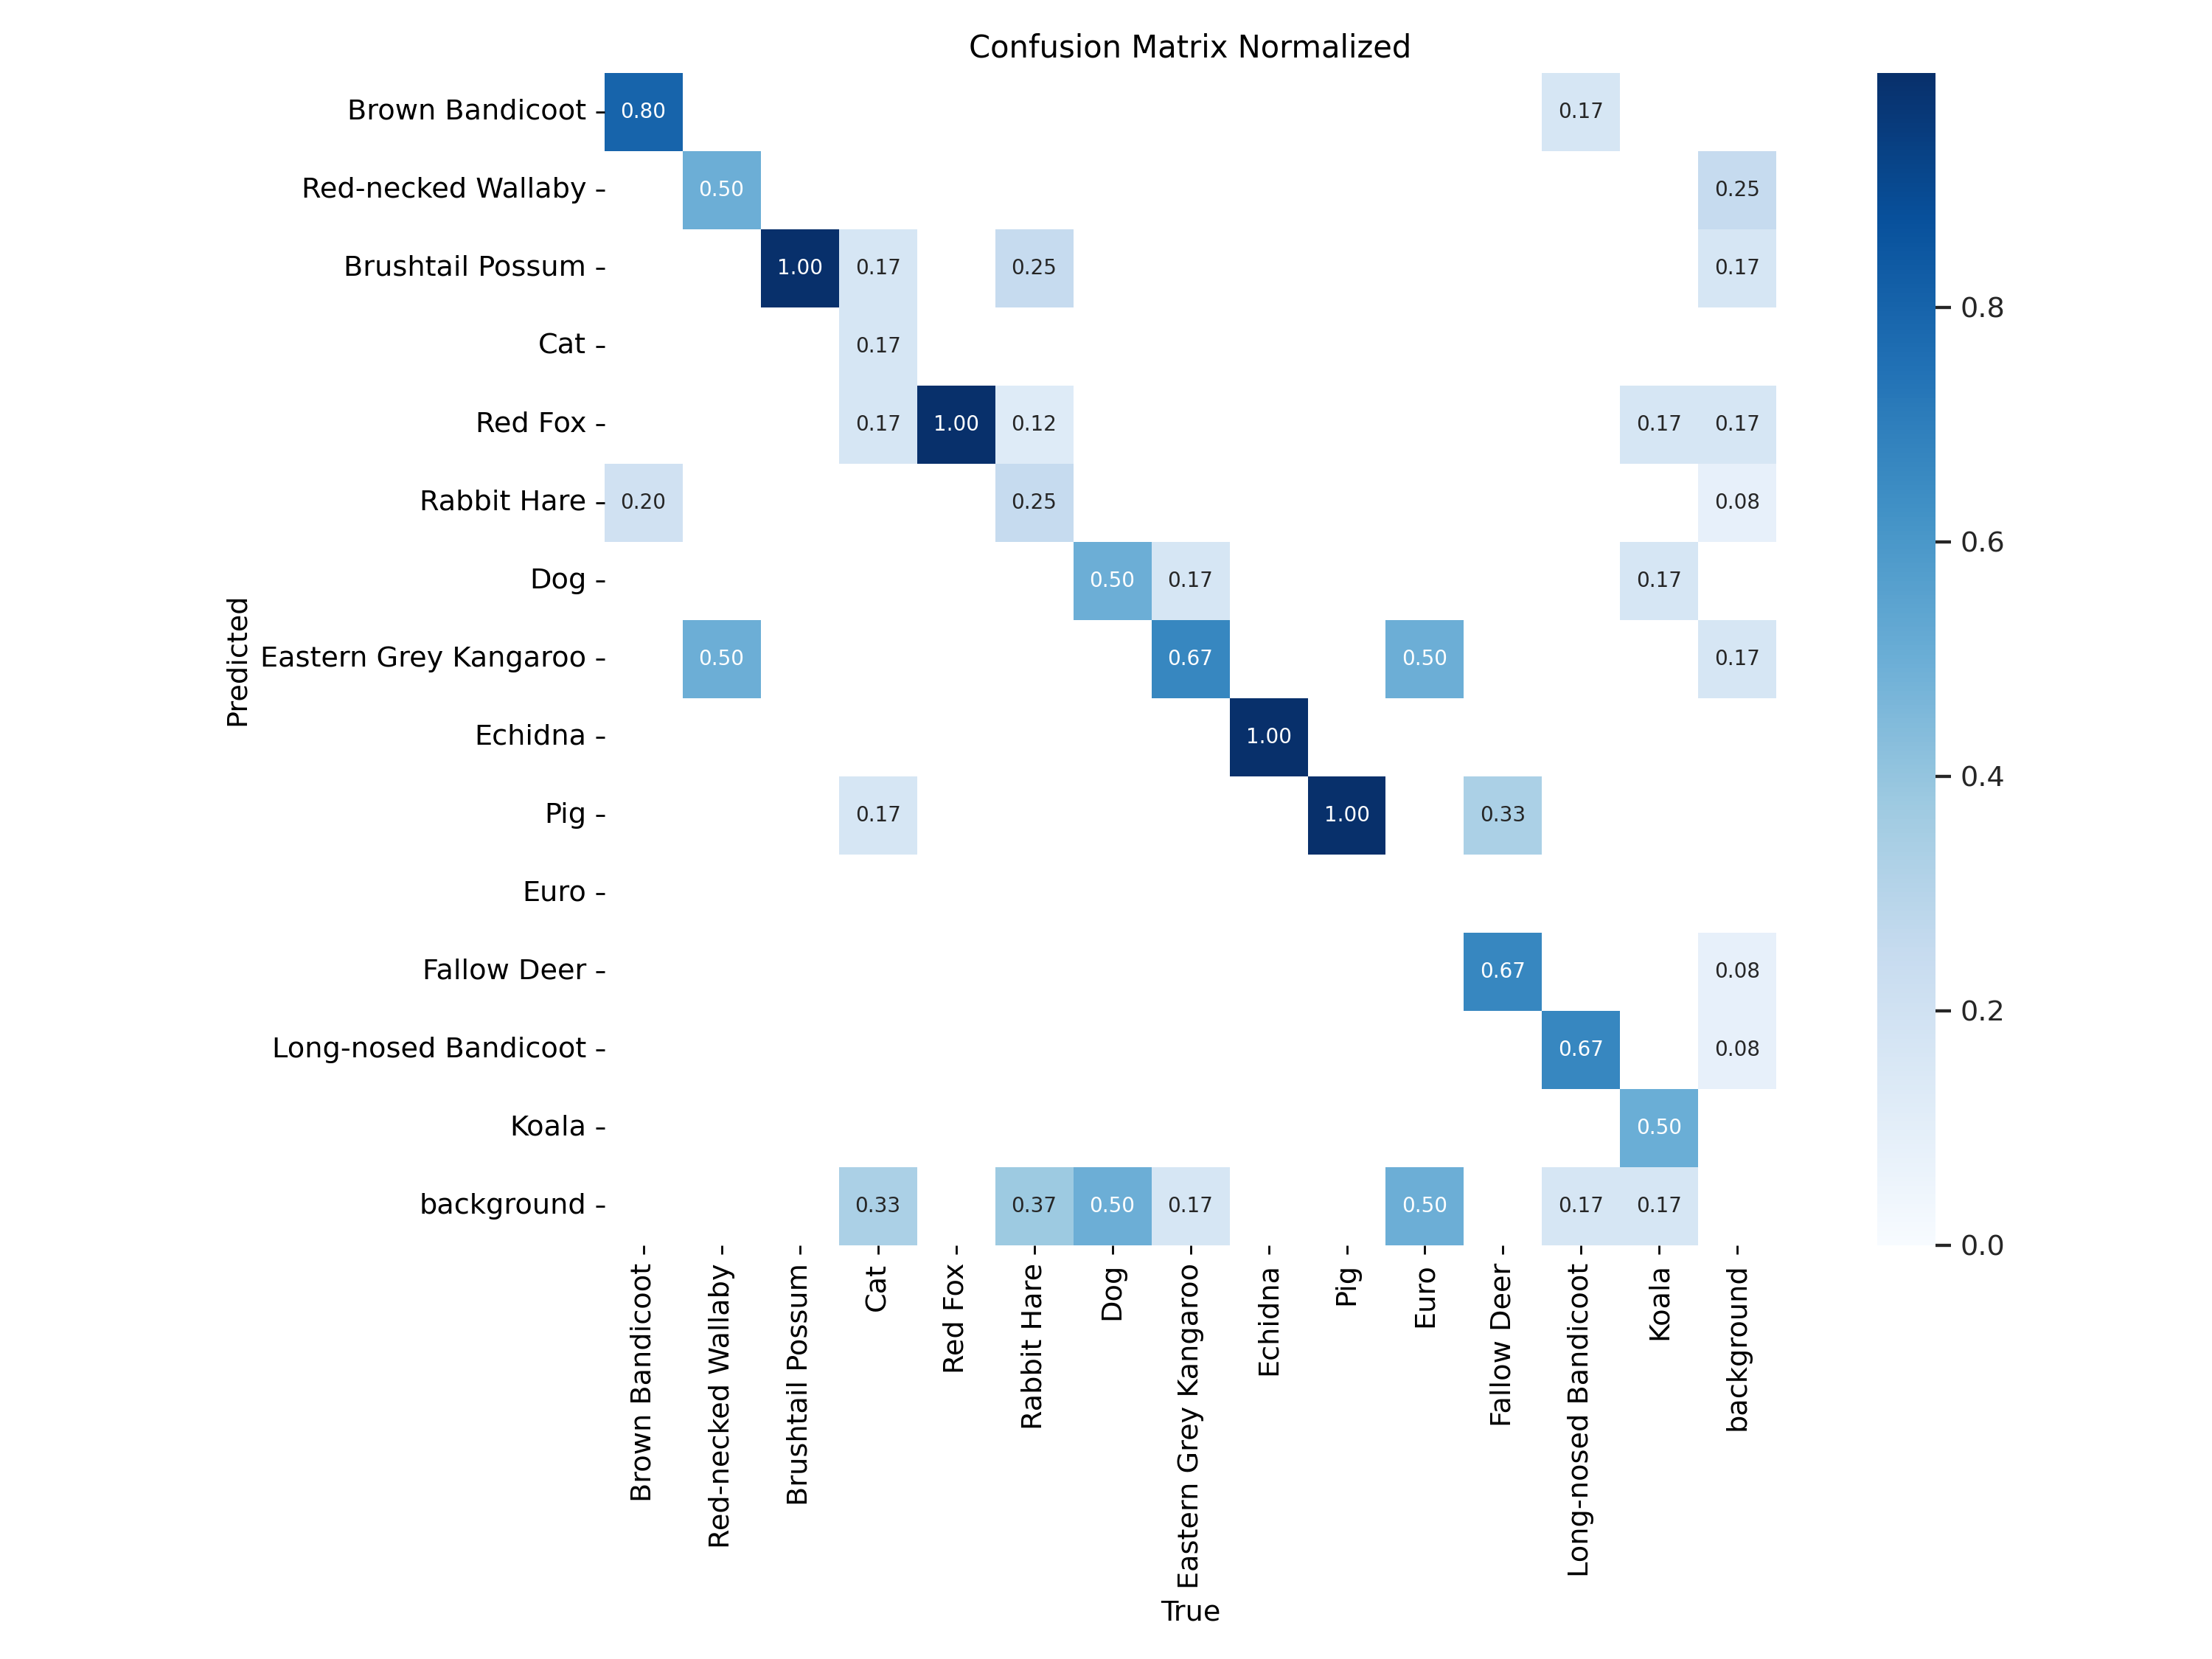 Confusion Matrix Normalized
Brown Bandicoot 0.80 0.17
Red-necked Wallaby 0.50 0.25
Brushtail Possum 1.00 0.17 0.25 0.17
Cat 0.17
Red Fox 0.17 1.00 0.12 0.17 0.17
Rabbit Hare 0.20 0.25 0.08
Dog 0.50 0.17 0.17
Eastern Grey Kangaroo 0.50 0.67 0.50 0.17
Echidna 1.00
Pig 0.17 1.00 0.33
Euro
Fallow Deer 0.67 0.08
Long-nosed Bandicoot 0.67 0.08
Koala 0.50
background 0.33 0.37 0.50 0.17 0.50 0.17 0.17
Predicted
Brown Bandicoot
Red-necked Wallaby
Brushtail Possum
Cat
Red Fox
Rabbit Hare
Dog
Eastern Grey Kangaroo
Echidna
Pig
Euro
Fallow Deer
Long-nosed Bandicoot
Koala
background
True
0.8
0.6
0.4
0.2
0.0